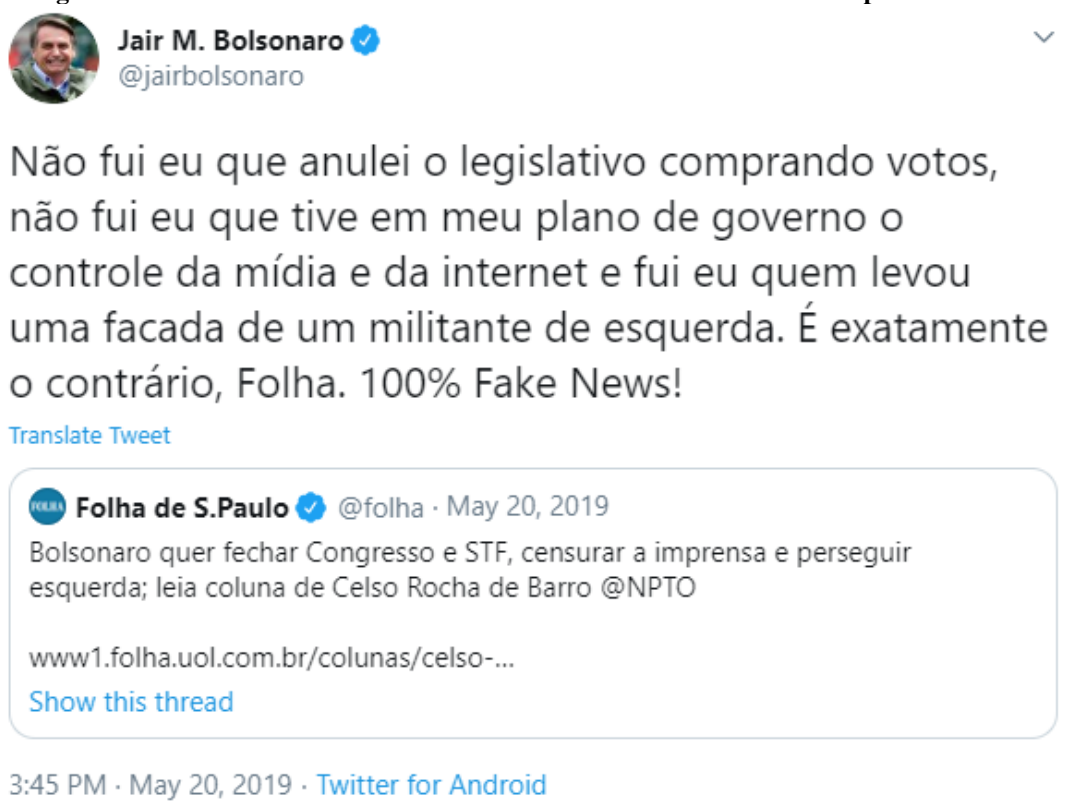 Jair M. Bolsonaro
@jairbolsonaro
Não fui eu que anulei o legislativo comprando votos,
não fui eu que tive em meu plano de governo o
controle da mídia e da internet e fui eu quem levou
uma facada de um militante de esquerda. É exatamente
o contrário, Folha. 100% Fake News!
Translate Tweet
FOLHA Folha de S.Paulo @folha · May 20, 2019
Bolsonaro quer fechar Congresso e STF, censurar a imprensa e perseguir
esquerda; leia coluna de Celso Rocha de Barro @NPTO
www1.folha.uol.com.br/colunas/celso-...
Show this thread
3:45 PM · May 20, 2019 · Twitter for Android